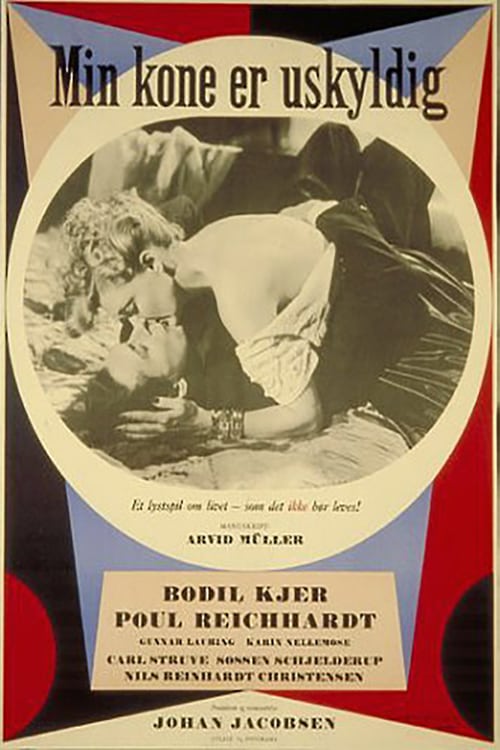 Min kone er uskyldig
Et lystspil om livet – som det ikke bør leves!
MANUSKRIPT:
ARVID MÜLLER
BODIL KJER
POUL REICHHARDT
GUNNAR LAURING KARIN NELLEMOSE
CARL STRUVE SØSSEN SCHJELDERUP
NILS REINHARDT CHRISTENSEN
JOHAN JACOBSEN